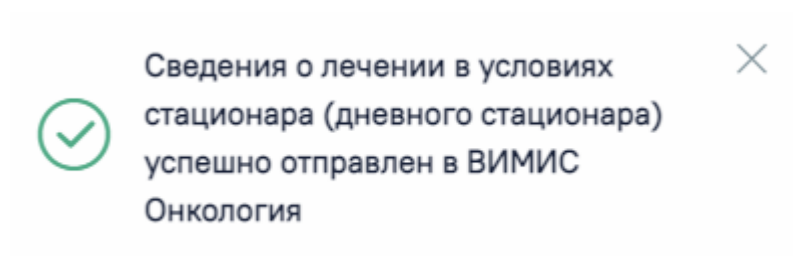 Сведения о лечении в условиях
стационара (дневного стационара)
успешно отправлен в ВИМИС
Онкология